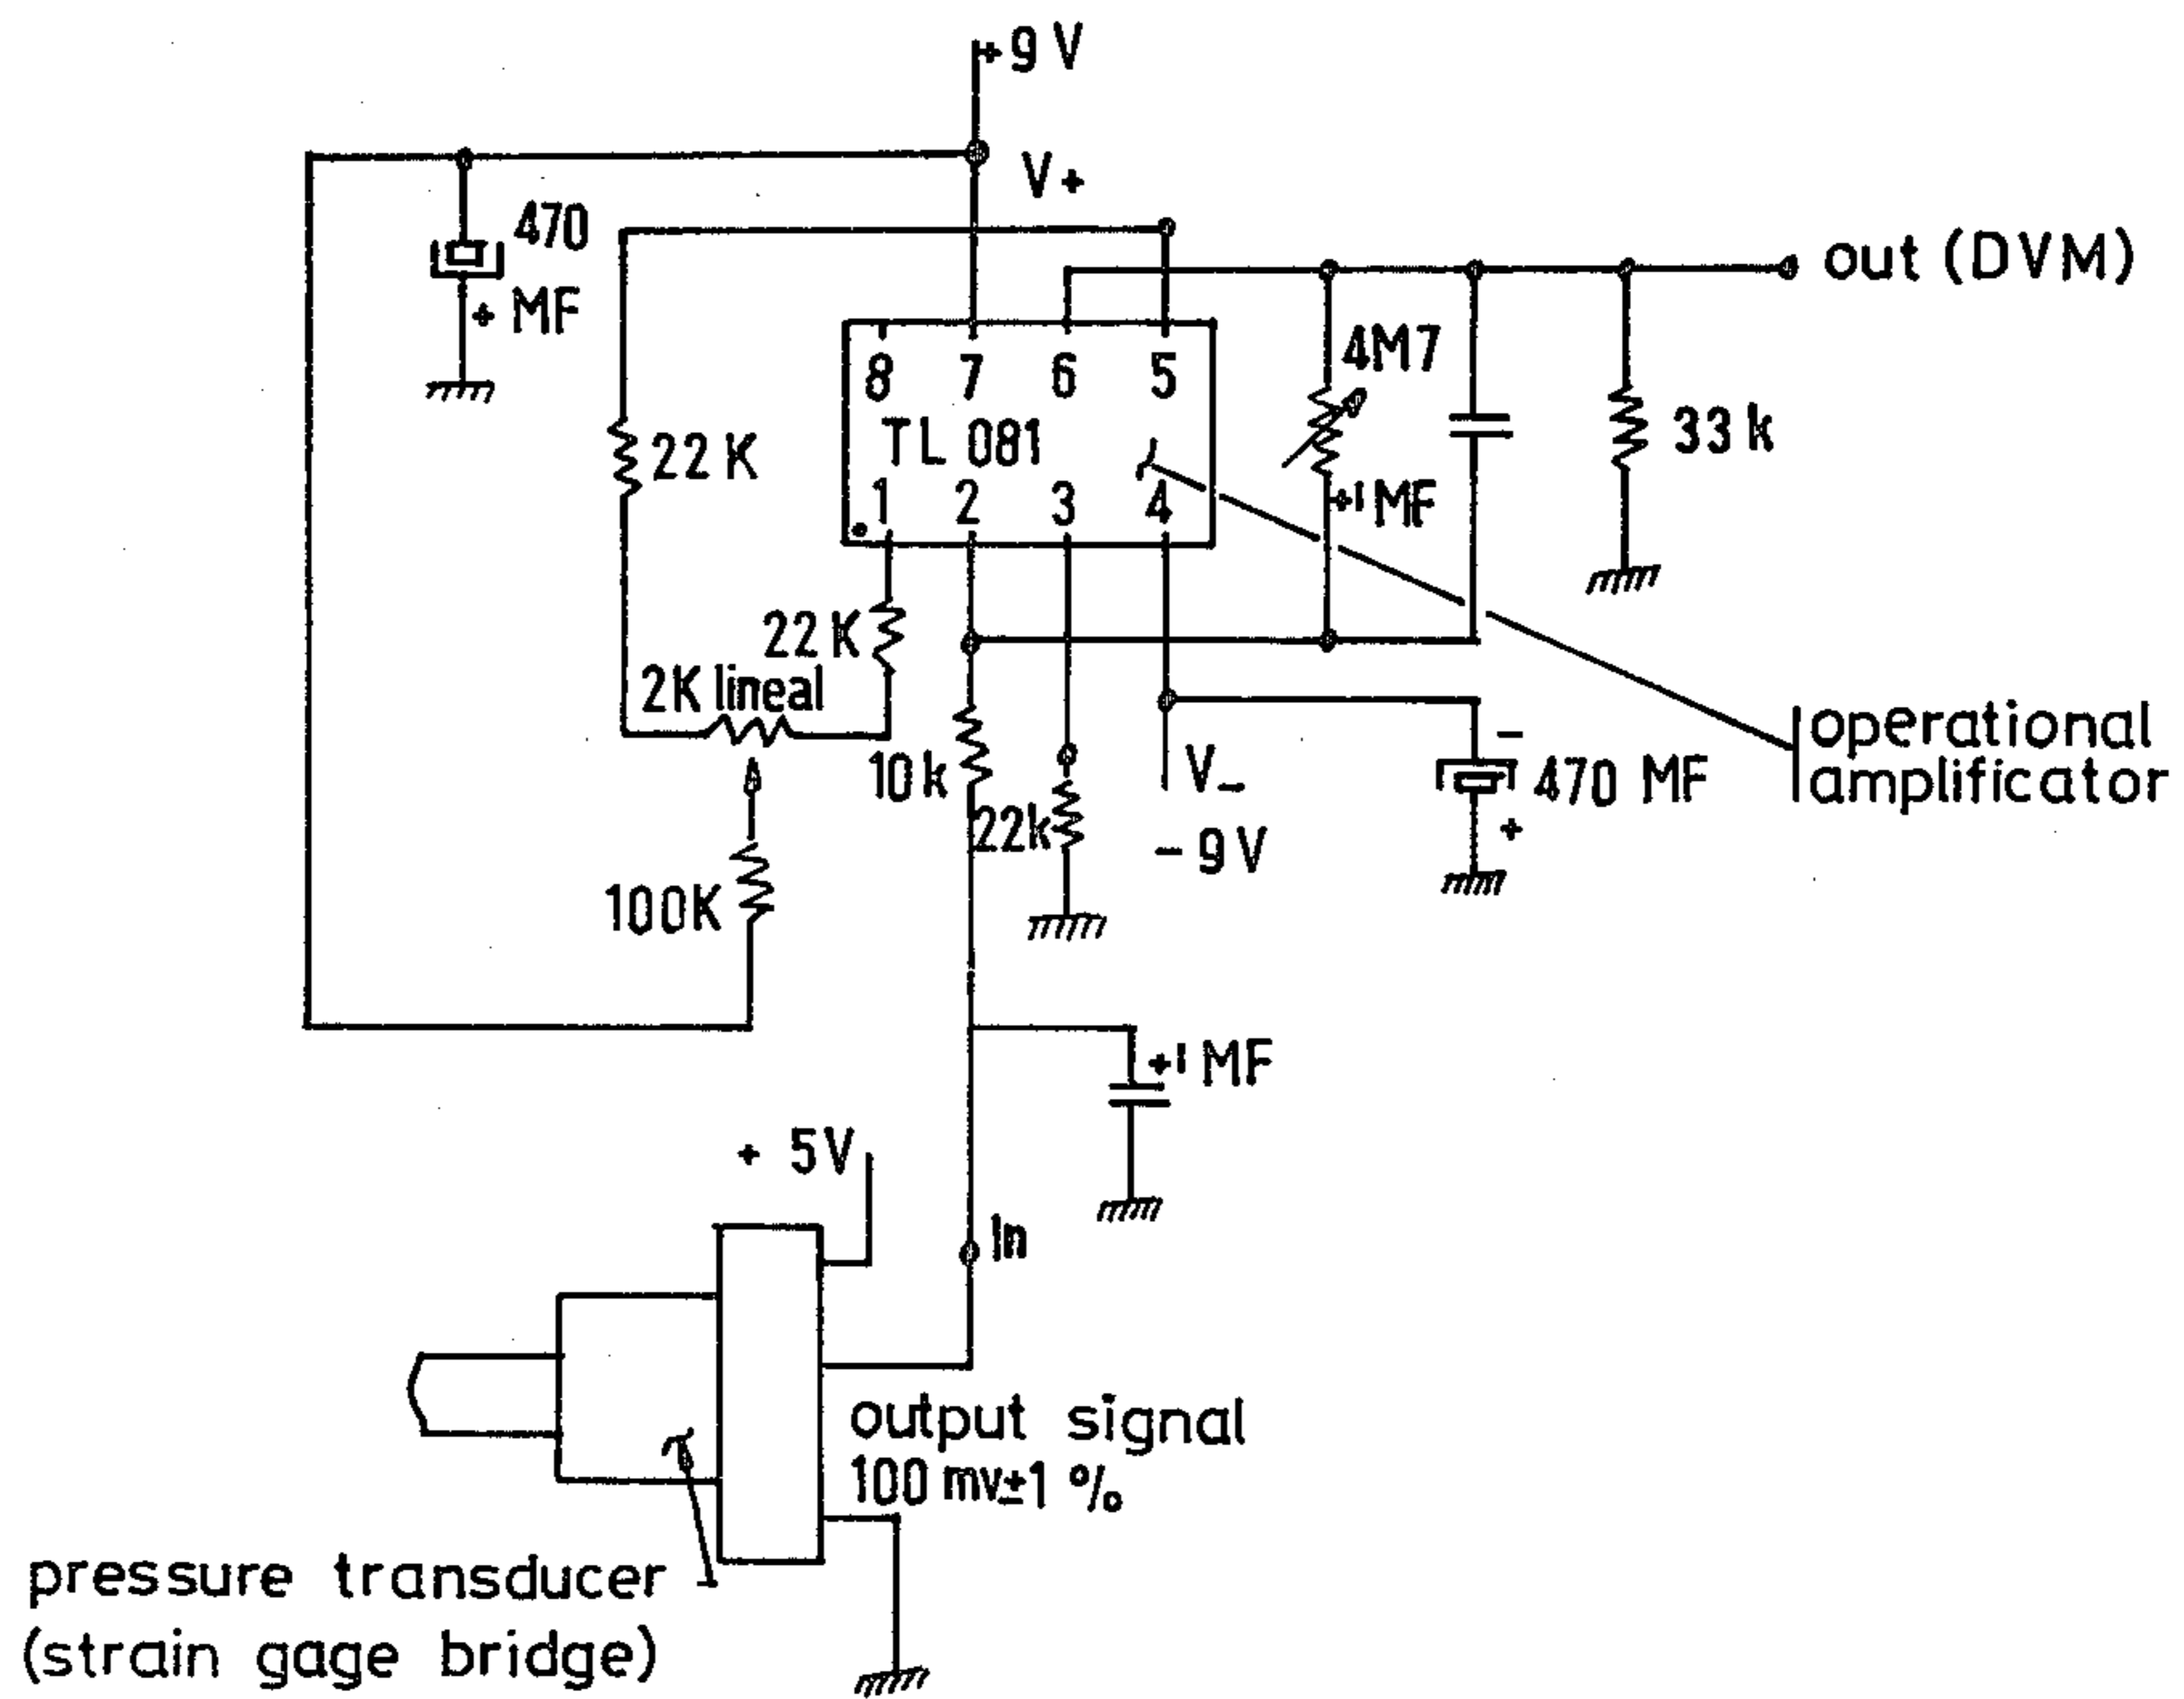 +9 V
V+
470
+ MF
out (DVM)
8 7 6 5
TL 081
1 2 3 4
4M7
+1 MF
33 k
22 K
22 K
2K lineal
10 k
22k
V-
- 9 V
-
470 MF
+
operational
amplificator
100K
+1 MF
+ 5V
In
output signal
100 mv±1 %
pressure transducer
(strain gage bridge)